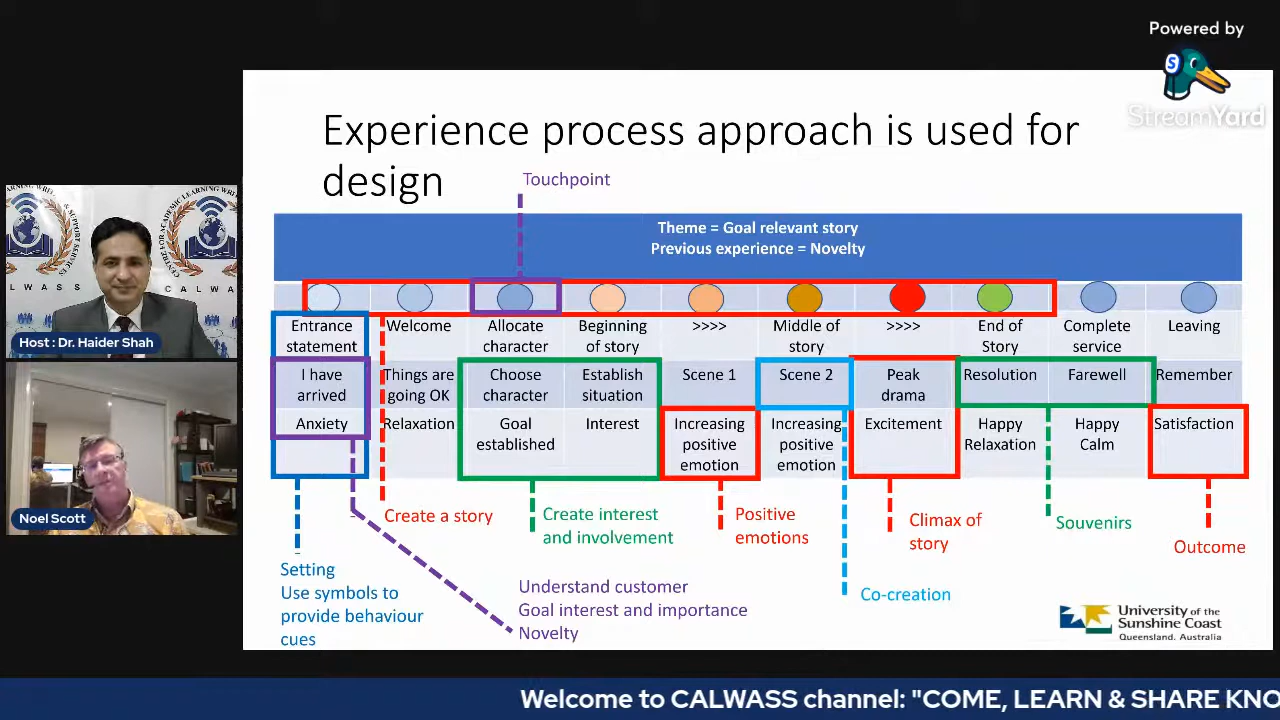 Powered by
S
StreamYard
Experience process approach is used for
design
Touchpoint
Theme = Goal relevant story
Previous experience = Novelty
Entrance
statement
Welcome
Allocate
character
Beginning
of story
>>>>
Middle of
story
>>>>
End of
Story
Complete
service
Leaving
I have
arrived
Things are
going OK
Choose
character
Establish
situation
Scene 1
Scene 2
Peak
drama
Resolution
Farewell
Remember
Anxiety
Relaxation
Goal
established
Interest
Increasing
positive
emotion
Increasing
positive
emotion
Excitement
Happy
Relaxation
Happy
Calm
Satisfaction
Create a story
Create interest
and involvement
Positive
emotions
Climax of
story
Souvenirs
Outcome
Setting
Use symbols to
provide behaviour
cues
Understand customer
Goal interest and importance
Novelty
Co-creation
University of the
Sunshine Coast
Queensland, Australia
CALWASS
Host : Dr. Haider Shah
Noel Scott
Welcome to CALWASS channel: "COME, LEARN & SHARE KNO